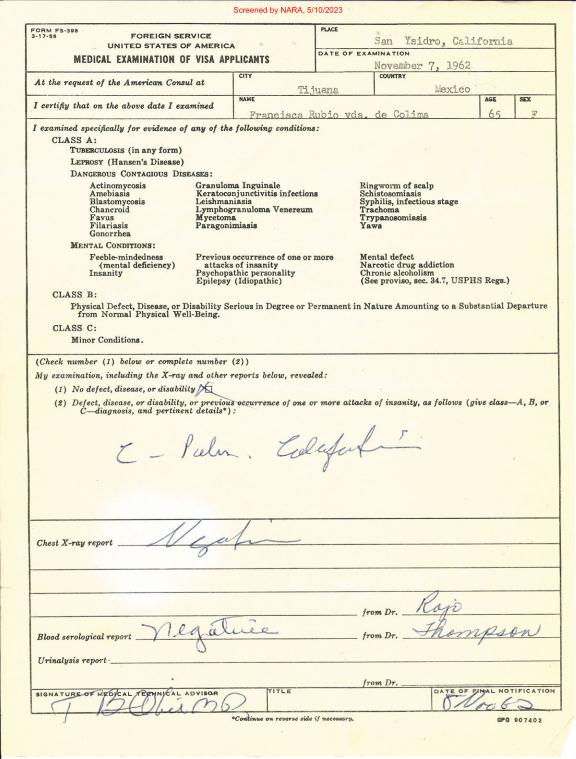 Screened by NARA, 5/10/2023
FORM FS-398
3-17-58
FOREIGN SERVICE
UNITED STATES OF AMERICA
MEDICAL EXAMINATION OF VISA APPLICANTS
PLACE
San Ysidro, California
DATE OF EXAMINATION
November 7, 1962
At the request of the American Consul at
CITY
Tijuana
COUNTRY
Mexico
I certify that on the above date I examined
NAME
Francisca Rubio vda. de Colima
AGE
65
SEX
F
I examined specifically for evidence of any of the following conditions:
CLASS A:
TUBERCULOSIS (in any form)
LEPROSY (Hansen's Disease)
DANGEROUS CONTAGIOUS DISEASES:
Actinomycosis
Amebiasis
Blastomycosis
Chancroid
Favus
Filariasis
Gonorrhea
Granuloma Inguinale
Keratoconjunctivitis infections
Leishmaniasis
Lymphogranuloma Venereum
Mycetoma
Paragonimiasis
Ringworm of scalp
Schistosomiasis
Syphilis, infectious stage
Trachoma
Trypanosomiasis
Yaws
MENTAL CONDITIONS:
Feeble-mindedness
(mental deficiency)
Insanity
Previous occurrence of one or more
attacks of insanity
Psychopathic personality
Epilepsy (Idiopathic)
Mental defect
Narcotic drug addiction
Chronic alcoholism
(See proviso, sec. 34.7, USPHS Regs.)
CLASS B:
Physical Defect, Disease, or Disability Serious in Degree or Permanent in Nature Amounting to a Substantial Departure
from Normal Physical Well-Being.
CLASS C:
Minor Conditions.
(Check number (1) below or complete number (2))
My examination, including the X-ray and other reports below, revealed:
(1) No defect, disease, or disability
(2) Defect, disease, or disability, or previous occurrence of one or more attacks of insanity, as follows (give class—A, B, or
C—diagnosis, and pertinent details*):
C - Pulm.
Chest X-ray report Negative
from Dr. Rojo
Blood serological report Negative
from Dr. Thompson
Urinalysis report
from Dr.
SIGNATURE OF MEDICAL TECHNICAL ADVISOR
TITLE
DATE OF FINAL NOTIFICATION
*Continue on reverse side if necessary.
GPO 907402